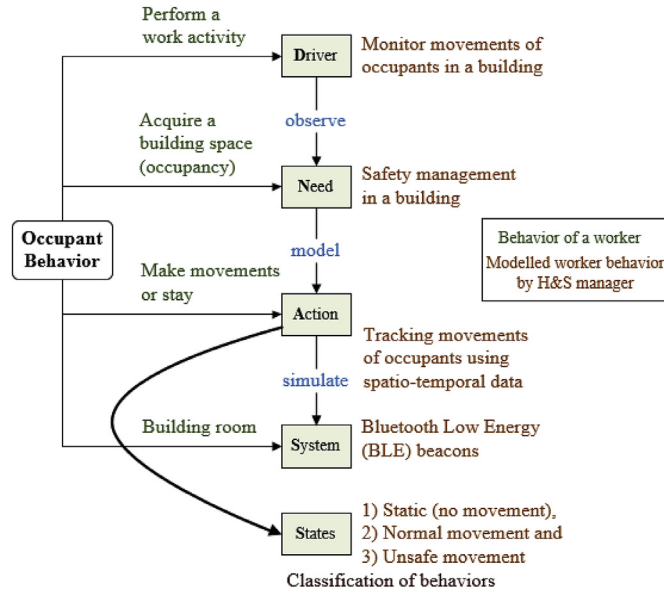 Perform a
work activity
Driver
Monitor movements of
occupants in a building
observe
Acquire a
building space
(occupancy)
Need
Safety management
in a building
Occupant
Behavior
model
Behavior of a worker
Modelled worker behavior
by H&S manager
Make movements
or stay
Action
Tracking movements
of occupants using
spatio-temporal data
simulate
Building room
System
Bluetooth Low Energy
(BLE) beacons
States
1) Static (no movement),
2) Normal movement and
3) Unsafe movement
Classification of behaviors